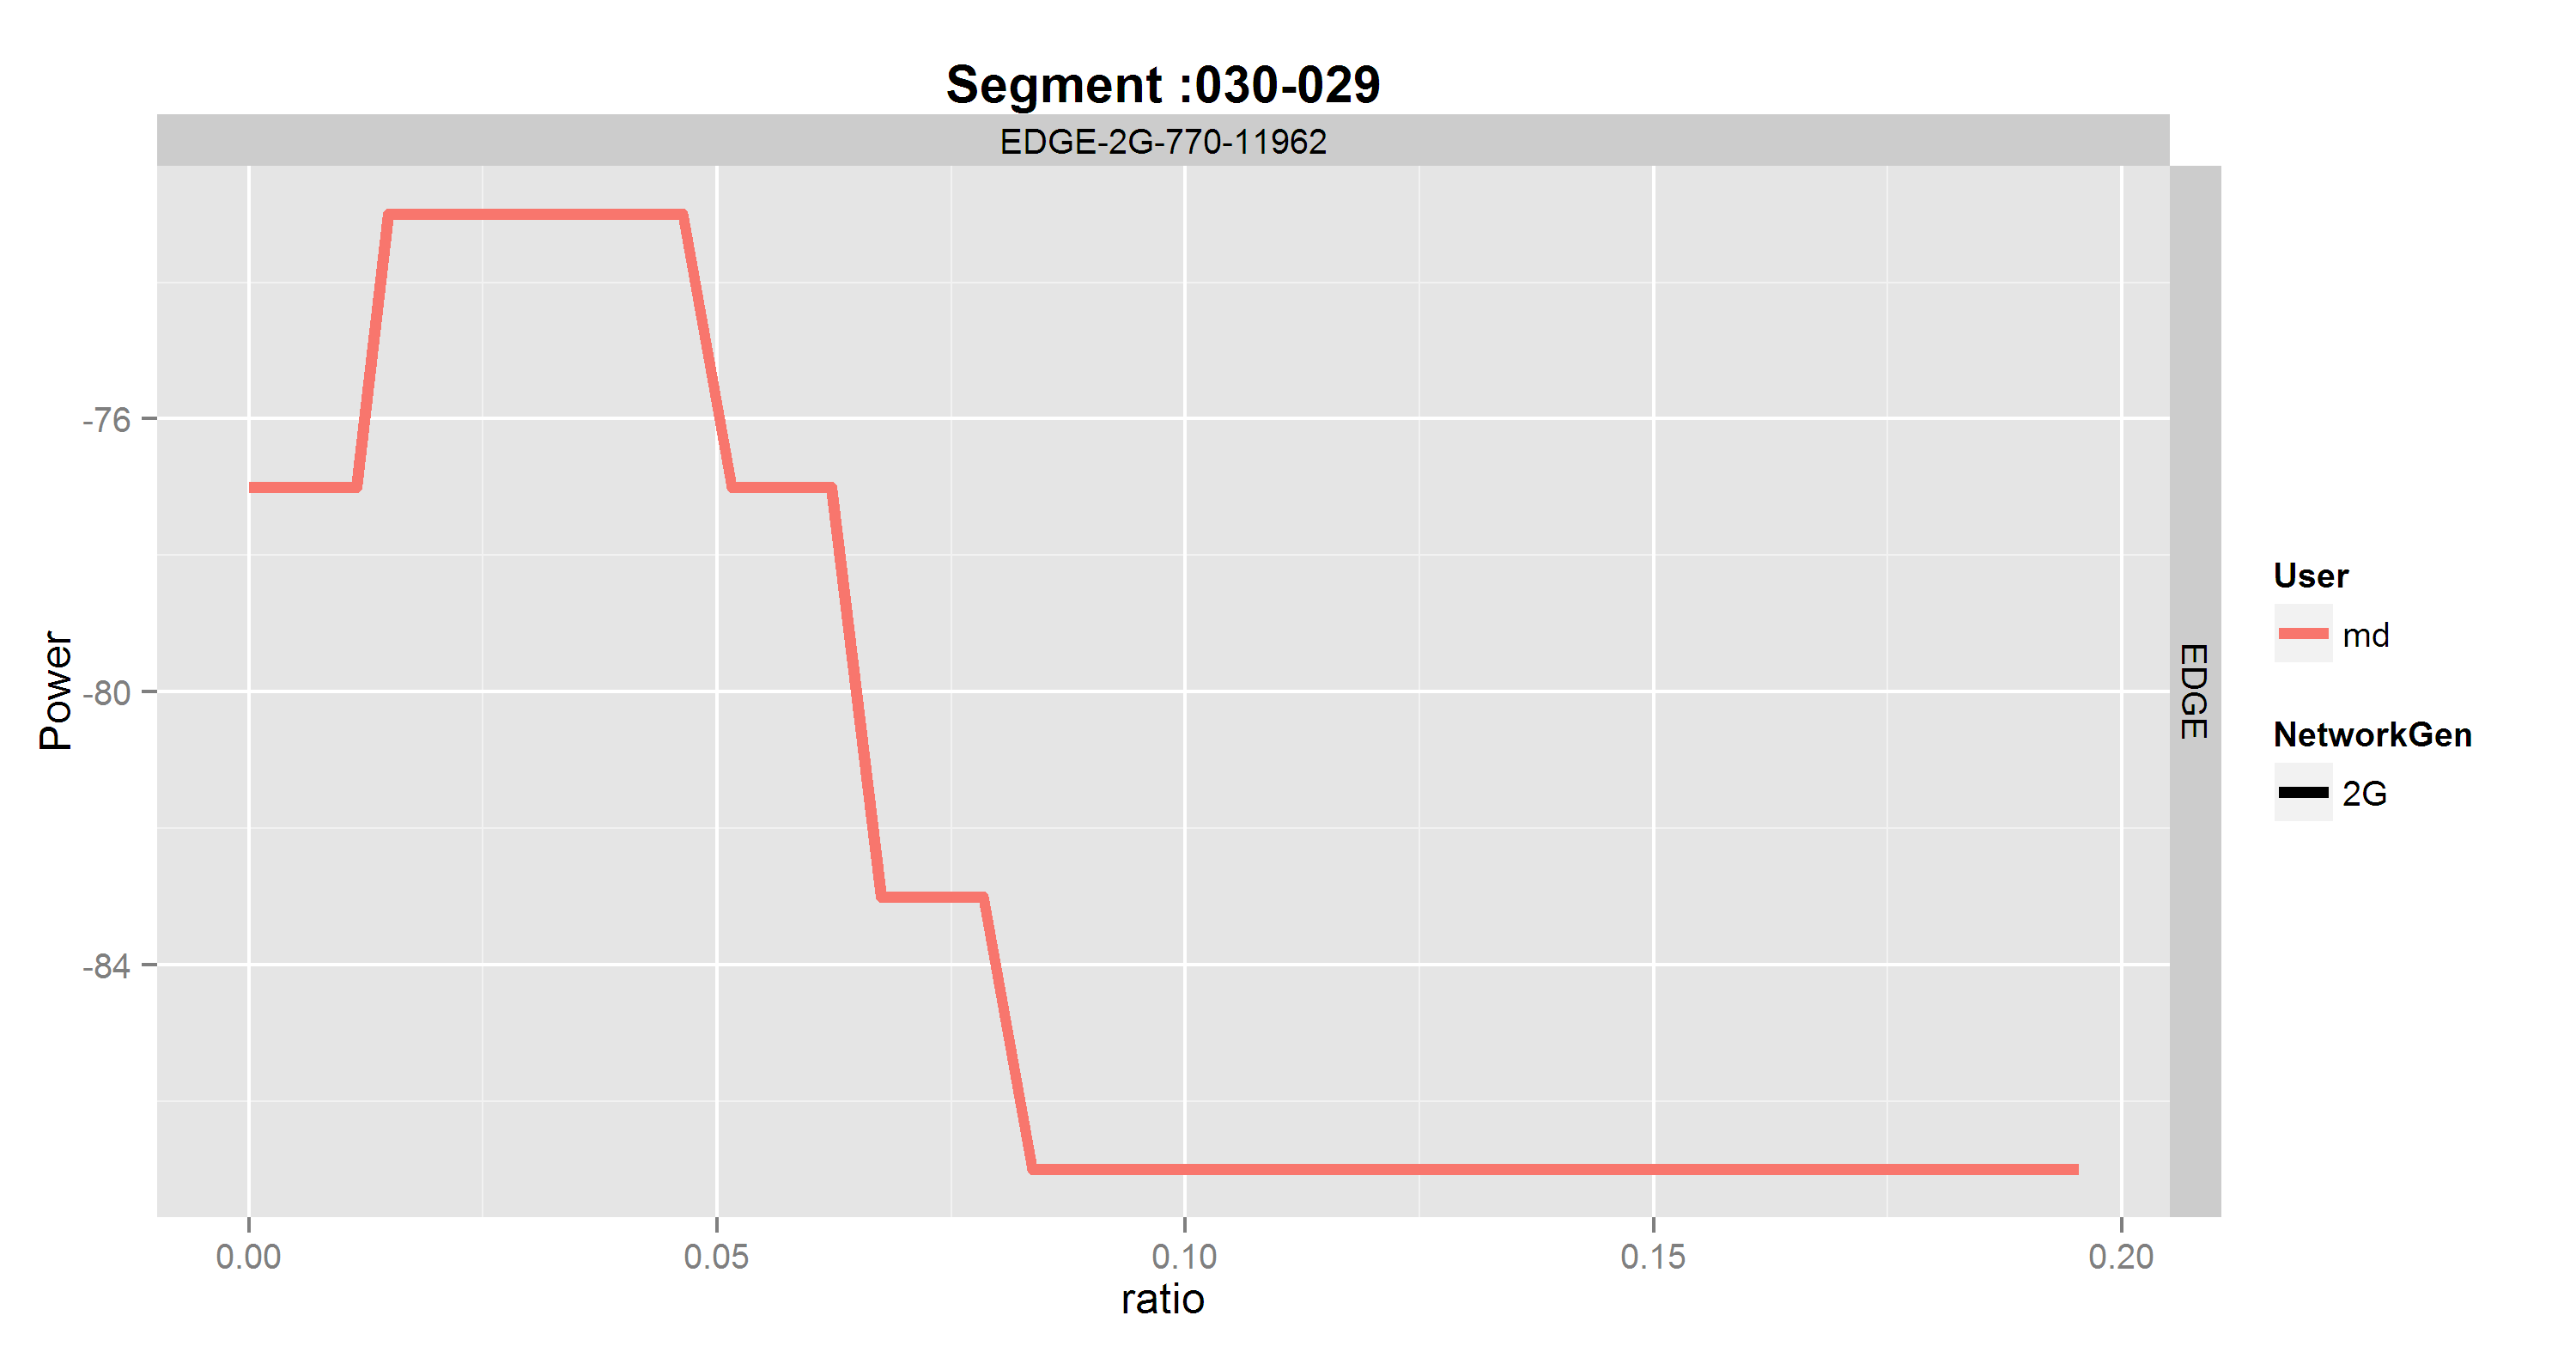 Segment :030-029
EDGE-2G-770-11962
EDGE
Power
-76
-80
-84
0.00 0.05 0.10 0.15 0.20
ratio
User
md
NetworkGen
2G